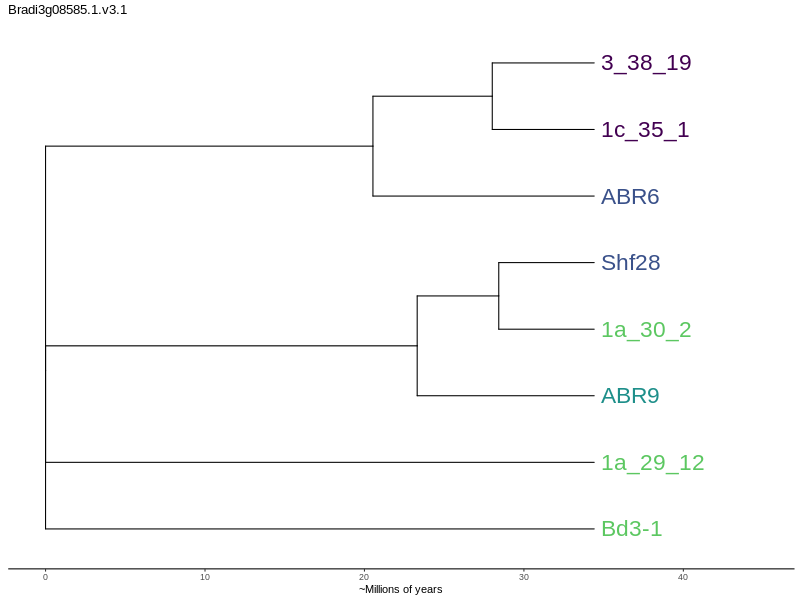 Bradi3g08585.1.v3.1
3_38_19
1c_35_1
ABR6
Shf28
1a_30_2
ABR9
1a_29_12
Bd3-1
0 10 20 30 40
~Millions of years